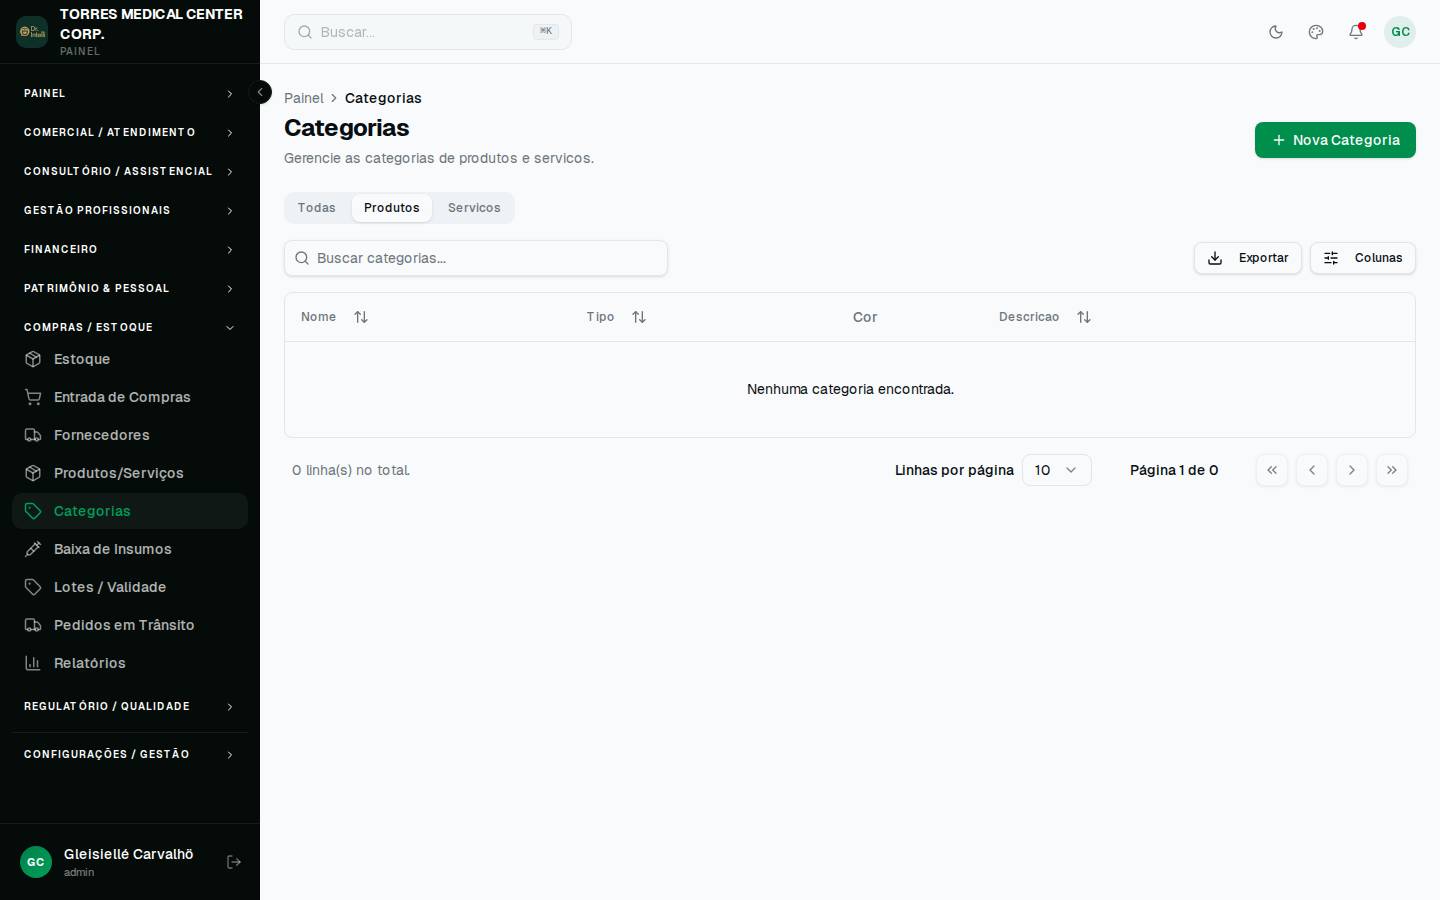 TORRES MEDICAL CENTER
CORP.
PAINEL
Dr.
Intelli
Buscar...
⌘K
GC
PAINEL
COMERCIAL / ATENDIMENTO
CONSULTÓRIO / ASSISTENCIAL
GESTÃO PROFISSIONAIS
FINANCEIRO
PATRIMÔNIO & PESSOAL
COMPRAS / ESTOQUE
Estoque
Entrada de Compras
Fornecedores
Produtos/Serviços
Categorias
Baixa de Insumos
Lotes / Validade
Pedidos em Trânsito
Relatórios
REGULATÓRIO / QUALIDADE
CONFIGURAÇÕES / GESTÃO
GC
Gleisiellé Carvalhö
admin
Painel > Categorias
Categorias
Gerencie as categorias de produtos e servicos.
Nova Categoria
Todas Produtos Servicos
Buscar categorias...
Exportar Colunas
Nome Tipo Cor Descricao
Nenhuma categoria encontrada.
0 linha(s) no total.
Linhas por página 10 Página 1 de 0